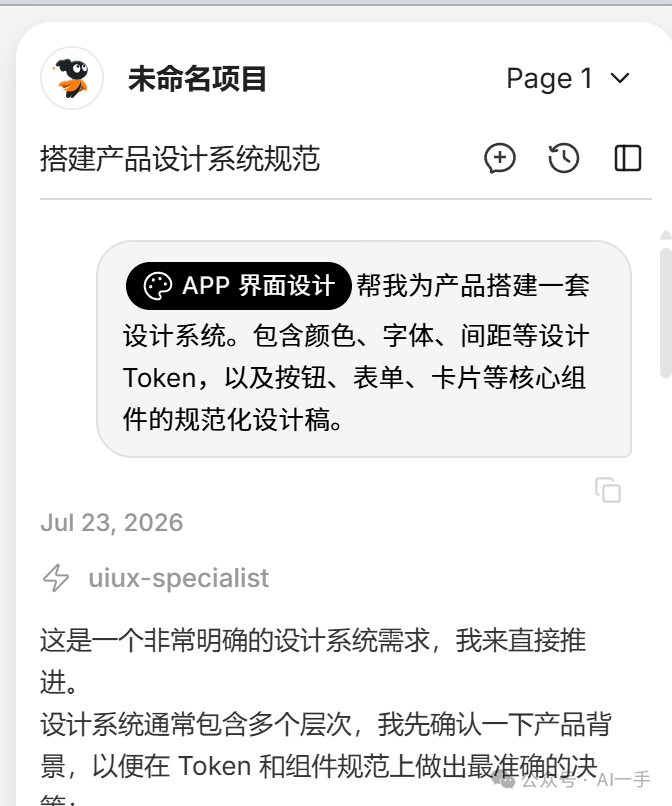 未命名项目
Page 1
搭建产品设计系统规范
APP 界面设计 帮我为产品搭建一套
设计系统。包含颜色、字体、间距等设计
Token，以及按钮、表单、卡片等核心组
件的规范化设计稿。
Jul 23, 2026
uiux-specialist
这是一个非常明确的设计系统需求，我来直接推
进。
设计系统通常包含多个层次，我先确认一下产品背
景，以便在 Token 和组件规范上做出最准确的决
策：
公众号 · AI一手